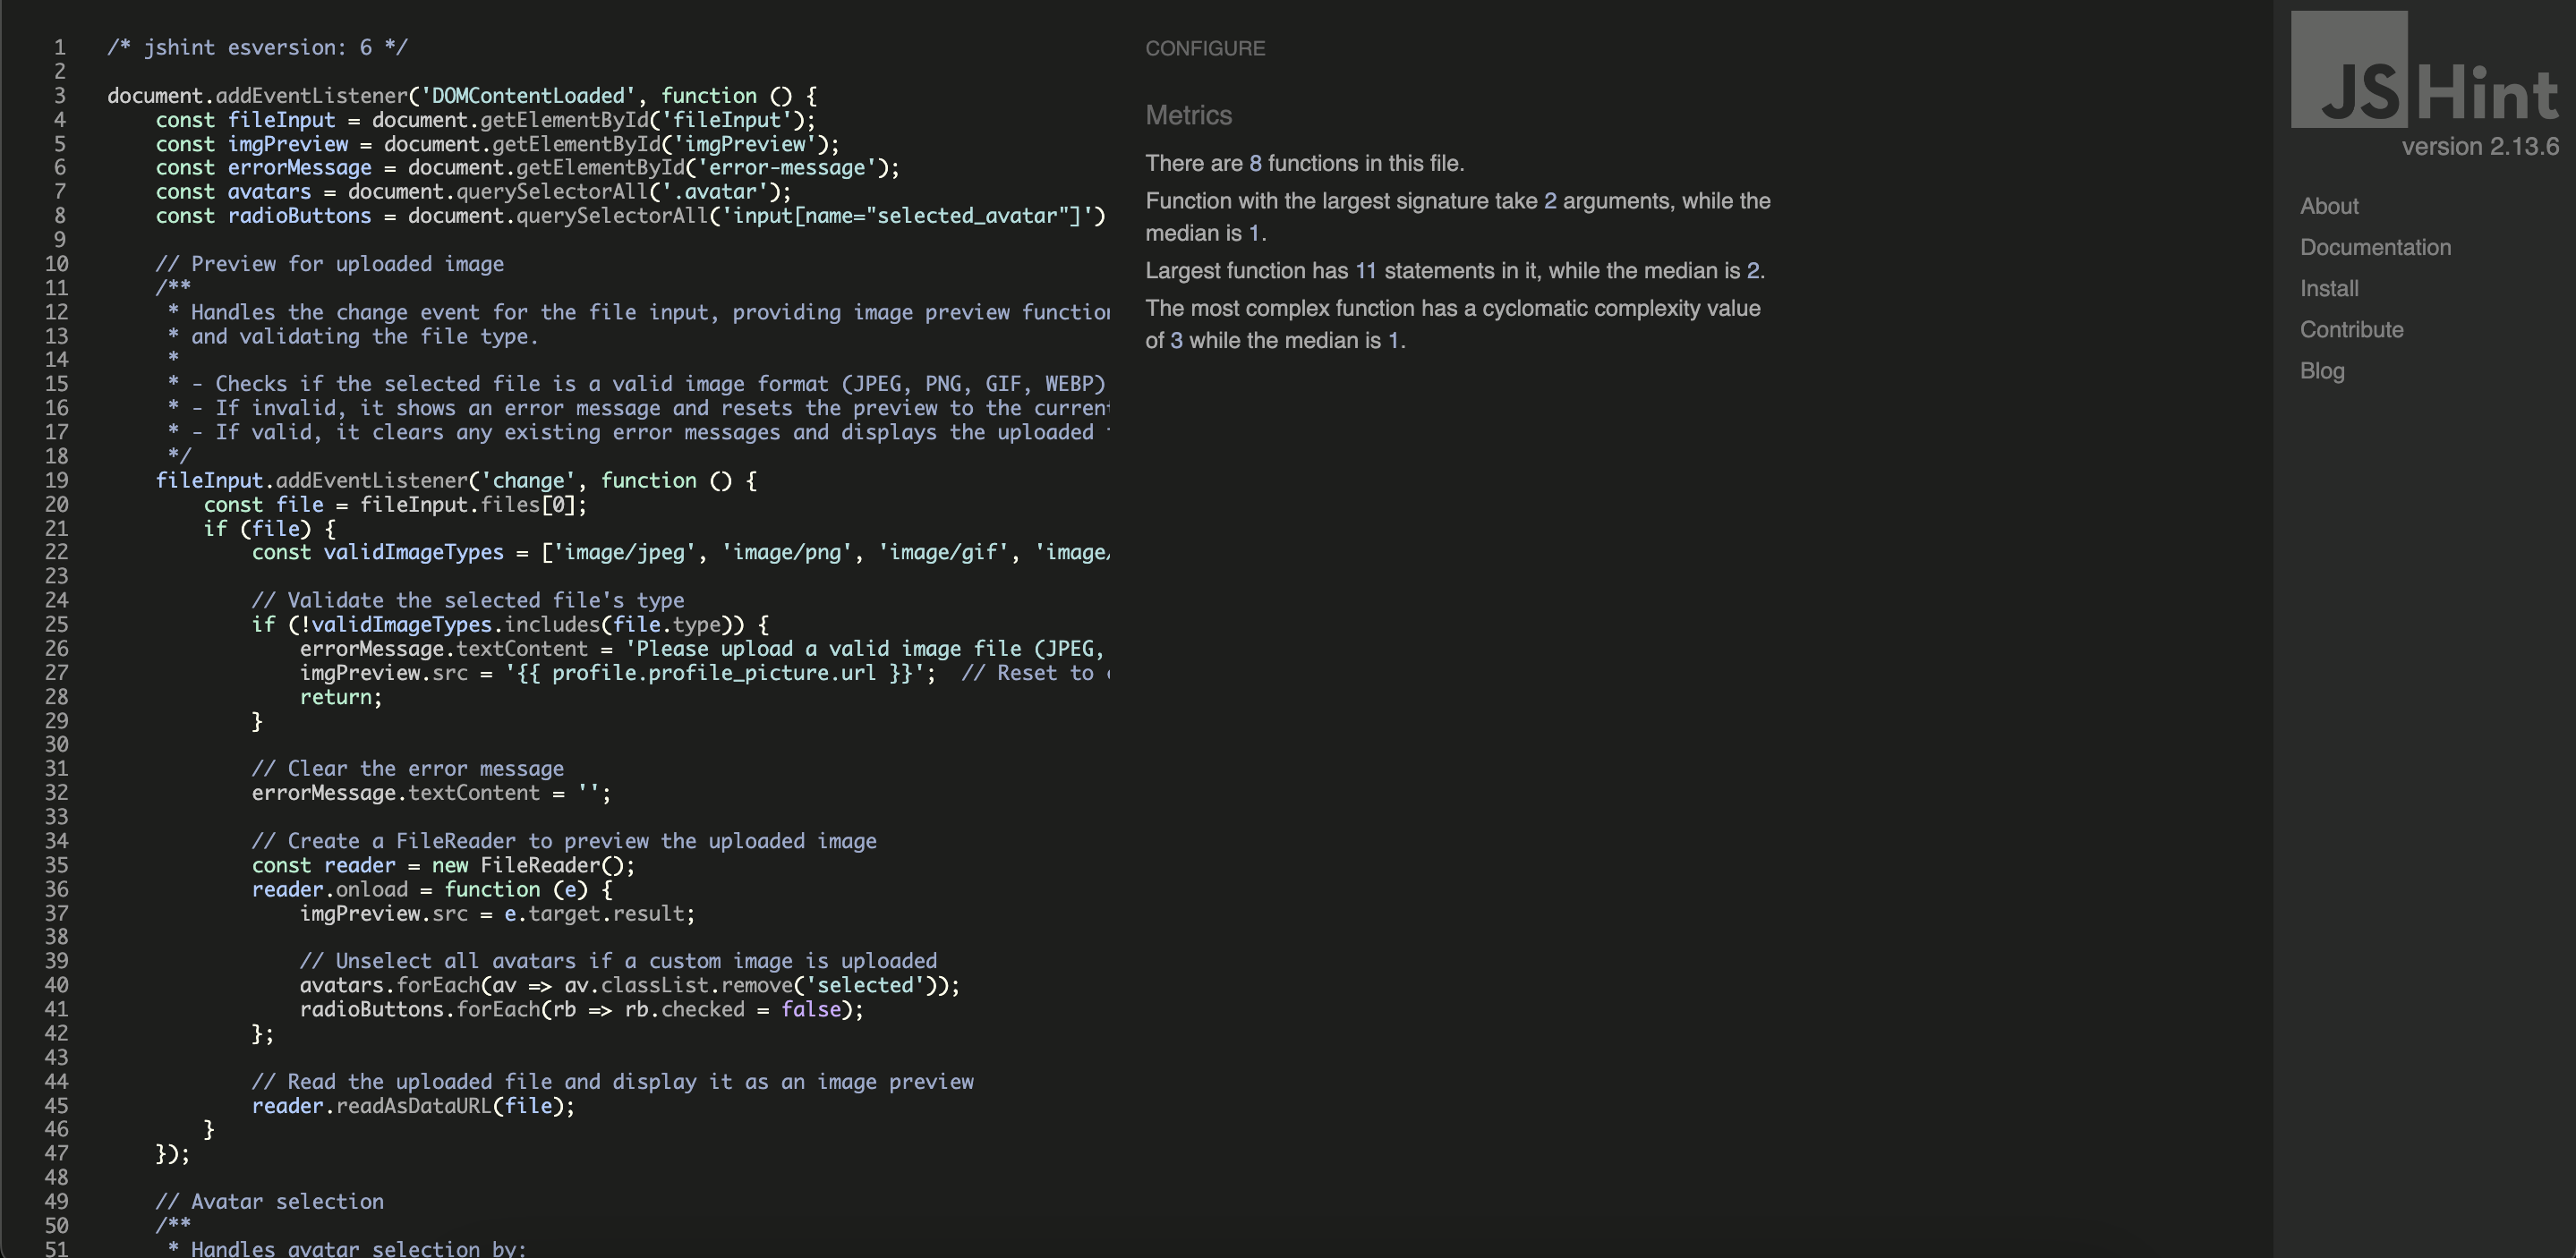 1 /* jshint esversion: 6 */
2
3 document.addEventListener('DOMContentLoaded', function () {
4 const fileInput = document.getElementById('fileInput');
5 const imgPreview = document.getElementById('imgPreview');
6 const errorMessage = document.getElementById('error-message');
7 const avatars = document.querySelectorAll('.avatar');
8 const radioButtons = document.querySelectorAll('input[name="selected_avatar"]')
9
10 // Preview for uploaded image
11 /**
12 * Handles the change event for the file input, providing image preview
13 * and validating the file type.
14 *
15 * - Checks if the selected file is a valid image format (JPEG, PNG, GIF, WEBP)
16 * - If invalid, it shows an error message and resets the preview to the
17 * - If valid, it clears any existing error messages and displays the uploaded
18 */
19 fileInput.addEventListener('change', function () {
20 const file = fileInput.files[0];
21 if (file) {
22 const validImageTypes = ['image/jpeg', 'image/png', 'image/gif', 'image/
23
24 // Validate the selected file's type
25 if (!validImageTypes.includes(file.type)) {
26 errorMessage.textContent = 'Please upload a valid image file (JPEG,
27 imgPreview.src = '{{ profile.profile_picture.url }}'; // Reset to
28 return;
29 }
30
31 // Clear the error message
32 errorMessage.textContent = '';
33
34 // Create a FileReader to preview the uploaded image
35 const reader = new FileReader();
36 reader.onload = function (e) {
37 imgPreview.src = e.target.result;
38
39 // Unselect all avatars if a custom image is uploaded
40 avatars.forEach(av => av.classList.remove('selected'));
41 radioButtons.forEach(rb => rb.checked = false);
42 };
43
44 // Read the uploaded file and display it as an image preview
45 reader.readAsDataURL(file);
46 }
47 });
48
49 // Avatar selection
50 /**
51 * Handles avatar selection by:
CONFIGURE
Metrics
There are 8 functions in this file.
Function with the largest signature take 2 arguments, while the
median is 1.
Largest function has 11 statements in it, while the median is 2.
The most complex function has a cyclomatic complexity value
of 3 while the median is 1.
JSHint
version 2.13.6
About
Documentation
Install
Contribute
Blog